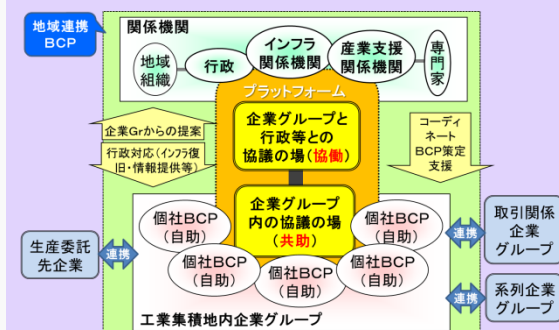 地域連携
BCP
関係機関
地域
組織
行政
インフラ
関係機関
産業支援
関係機関
専
門
家
プラットフォーム
企業グループと
行政等との
協議の場(協働)
企業Grからの提案
行政対応(インフラ復
旧・情報提供等)
コーディ
ネート
BCP策定
支援
企業グループ
内の協議の場
(共助)
個社BCP
(自助)
個社BCP
(自助)
個社BCP
(自助)
個社BCP
(自助)
個社BCP
(自助)
生産委託
先企業
連携
連携
取引関係
企業
グループ
連携
系列企業
グループ
工業集積地内企業グループ